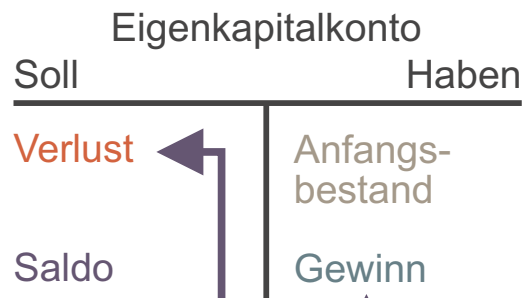 Eigenkapitalkonto
Soll Haben
Verlust Anfangs-
bestand
Saldo Gewinn